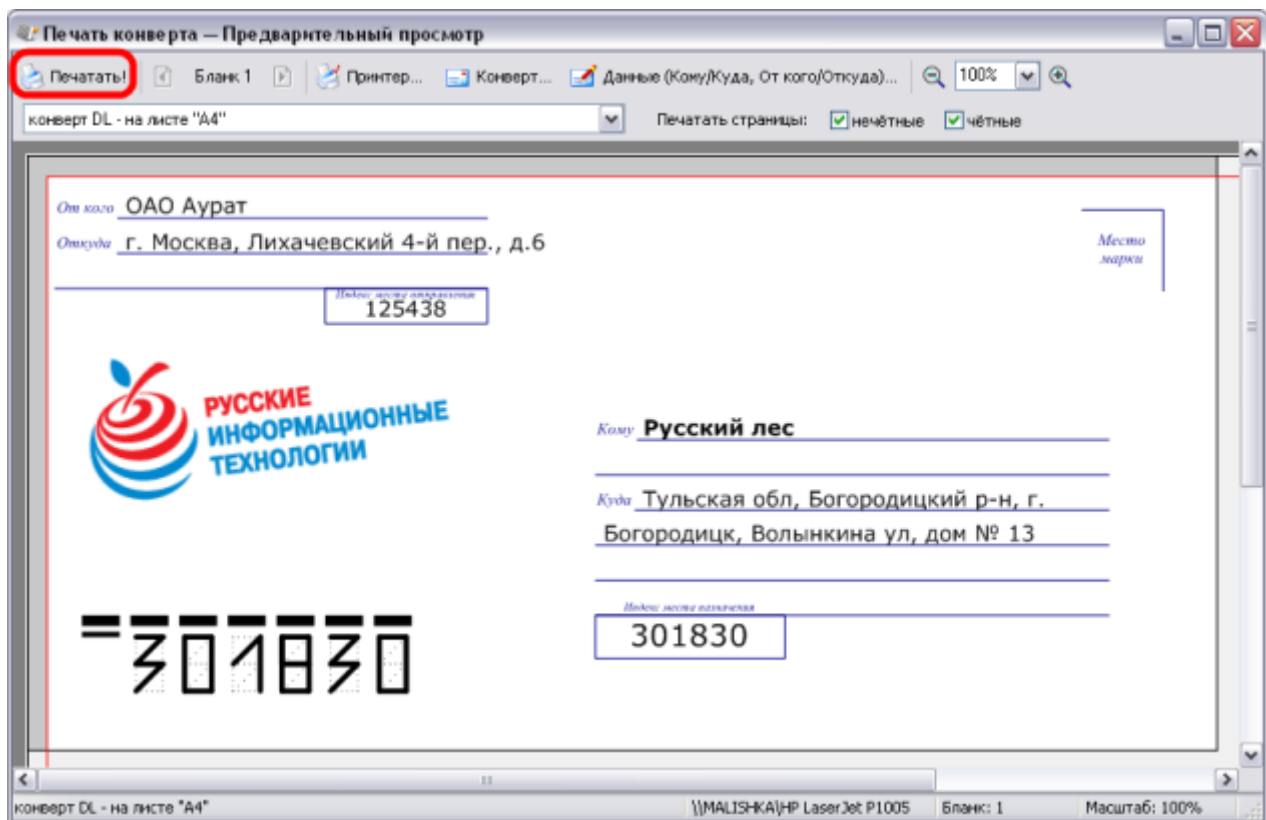 Печать конверта — Предварительный просмотр
Печатать! Бланк 1 Принтер... Конверт... Данные (Кому/Куда, От кого/Откуда)... 100%
конверт DL - на листе "A4" Печатать страницы: нечётные чётные
От кого ОАО Аурат
Откуда г. Москва, Лихачевский 4-й пер., д.6
Место
марки
Индекс места отправления
125438
РУССКИЕ
ИНФОРМАЦИОННЫЕ
ТЕХНОЛОГИИ
Кому Русский лес
Куда Тульская обл, Богородицкий р-н, г.
Богородицк, Волынкина ул, дом № 13
Индекс места назначения
301830
301830
конверт DL - на листе "A4" \\MALISHKA\HP LaserJet P1005 Бланк: 1 Масштаб: 100%